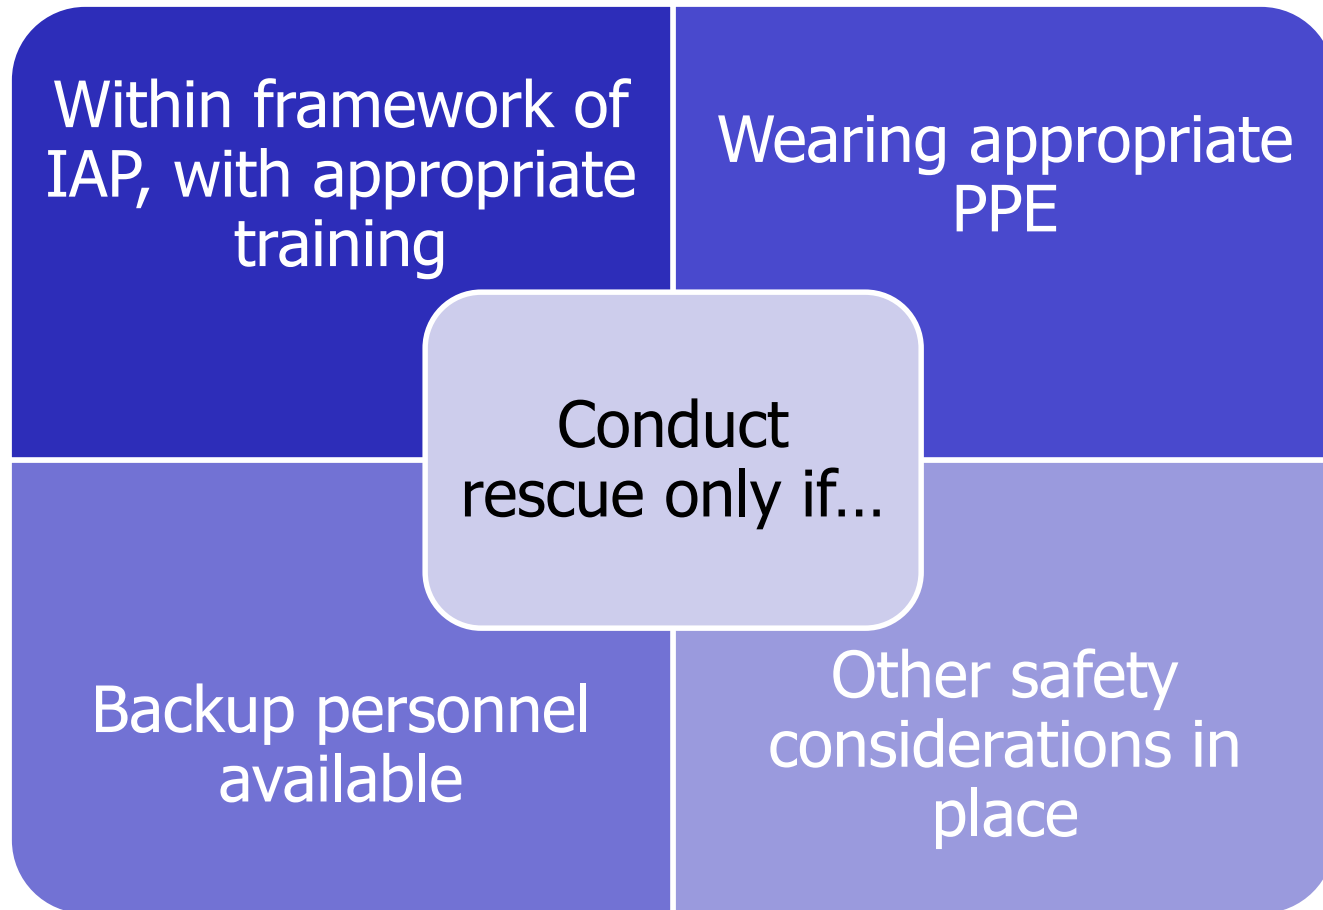 Within framework of
IAP, with appropriate
training
Wearing appropriate
PPE
Conduct
rescue only if…
Backup personnel
available
Other safety
considerations in
place